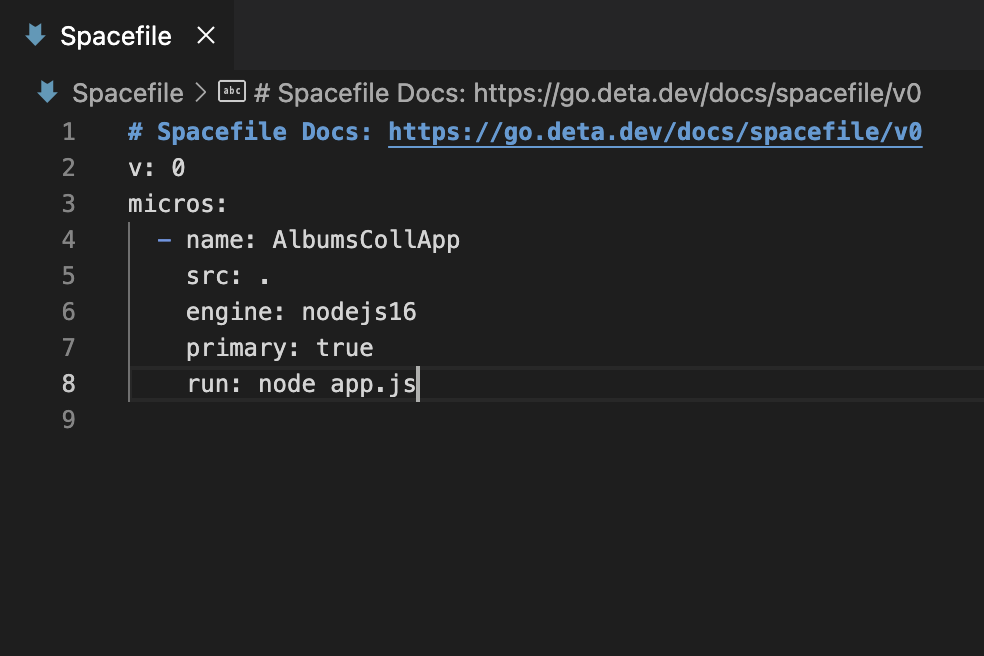 Spacefile
Spacefile > abc # Spacefile Docs: https://go.deta.dev/docs/spacefile/v0
1 # Spacefile Docs: https://go.deta.dev/docs/spacefile/v0
2 v: 0
3 micros:
4   - name: AlbumsCollApp
5     src: .
6     engine: nodejs16
7     primary: true
8     run: node app.js
9